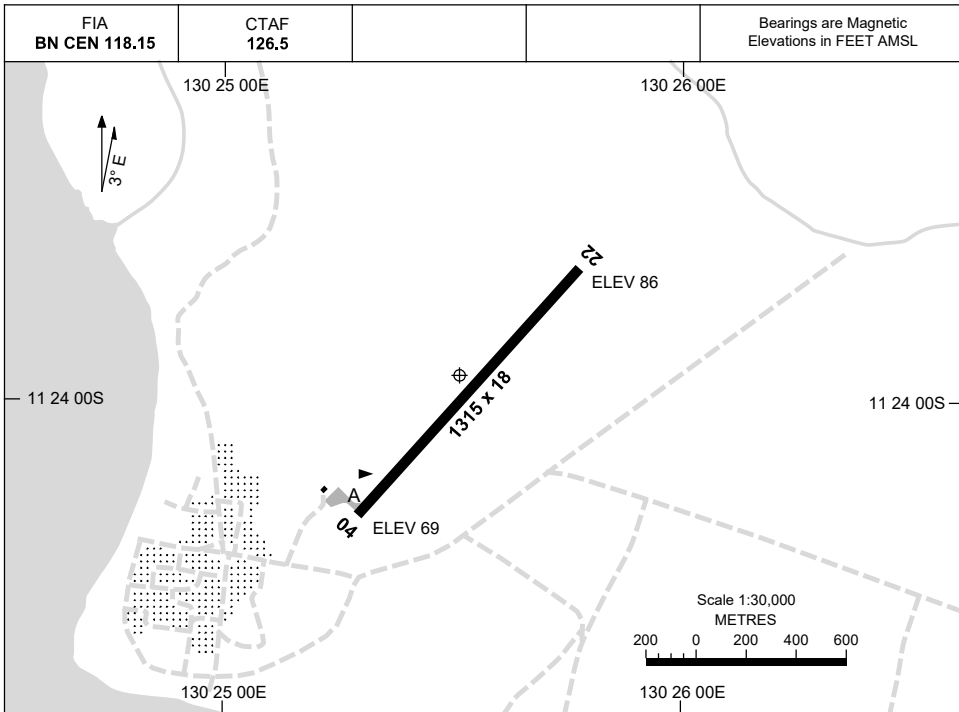 FIA
BN CEN 118.15
CTAF
126.5
Bearings are Magnetic
Elevations in FEET AMSL
130 25 00E
130 26 00E
3° E
22
ELEV 86
11 24 00S
11 24 00S
1315 x 18
A
04
ELEV 69
Scale 1:30,000
METRES
200 0 200 400 600
130 25 00E
130 26 00E